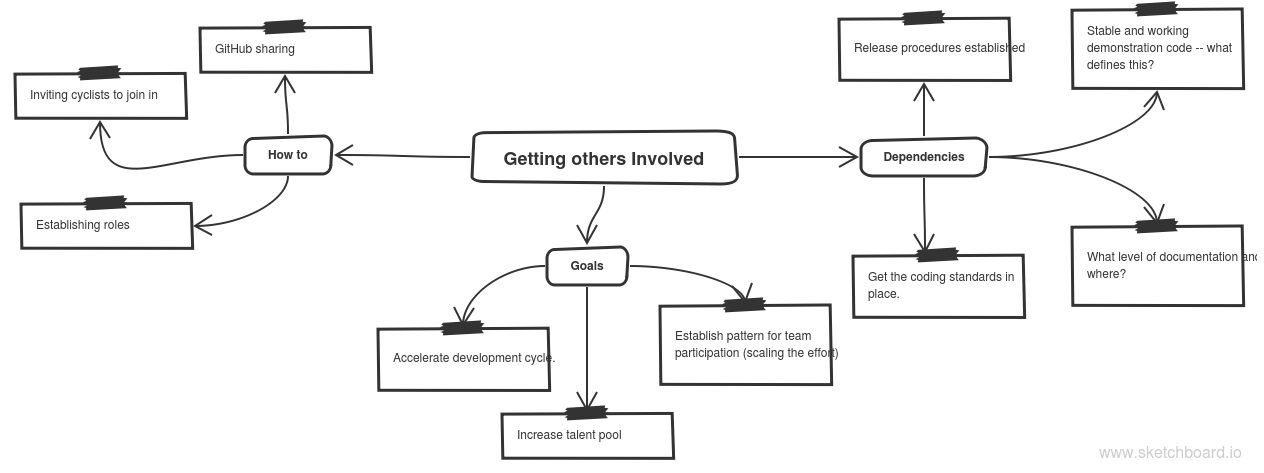 GitHub sharing
Inviting cyclists to join in
How to
Establishing roles
Getting others Involved
Goals
Accelerate development cycle.
Increase talent pool
Establish pattern for team
participation (scaling the effort)
Release procedures established
Stable and working
demonstration code -- what
defines this?
Dependencies
Get the coding standards in
place.
What level of documentation and
where?
www.sketchboard.io